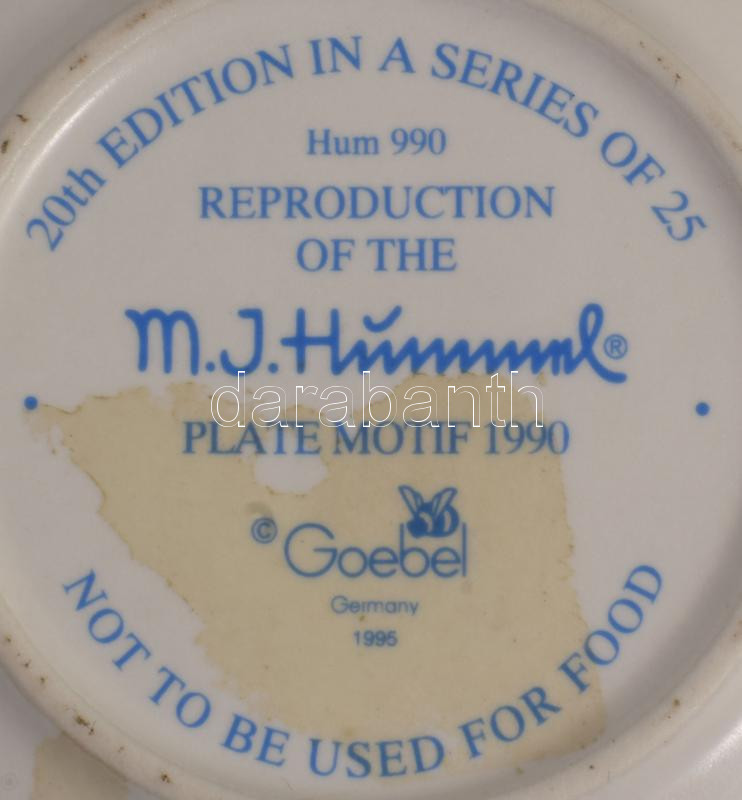 20th EDITION IN A SERIES OF 25
Hum 990
REPRODUCTION
OF THE
M.J.Hummel®
darabanth
PLATE MOTIF 1990
© Goebel
Germany
1995
NOT TO BE USED FOR FOOD